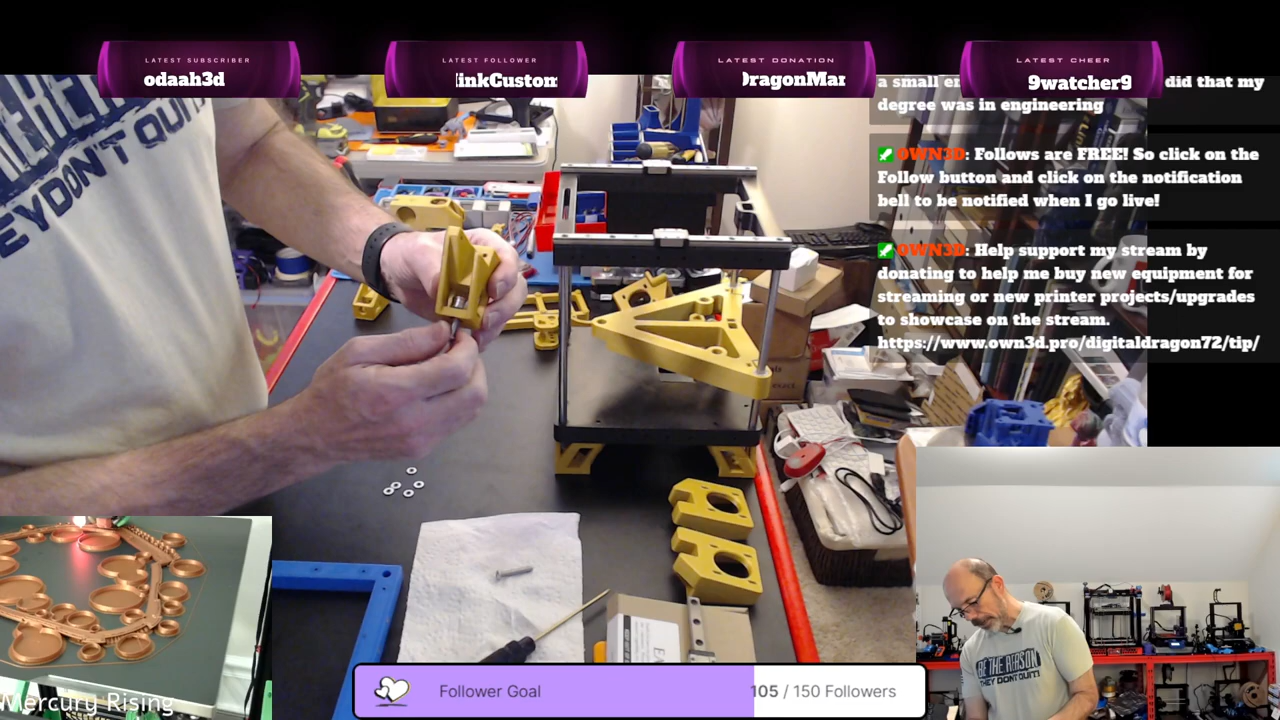 LATEST SUBSCRIBER
odaah3d
LATEST FOLLOWER
inkCustom
LATEST DONATION
DragonMar
LATEST CHEER
9watcher9
a small en did that my
degree was in engineering
OWN3D: Follows are FREE! So click on the
Follow button and click on the notification
bell to be notified when I go live!
OWN3D: Help support my stream by
donating to help me buy new equipment for
streaming or new printer projects/upgrades
to showcase on the stream.
https://www.own3d.pro/digitaldragon72/tip/
EYDON'T QUIT
BE THE REASON
THEY DON'T QUIT!
Mercury Rising
Follower Goal
105 / 150 Followers